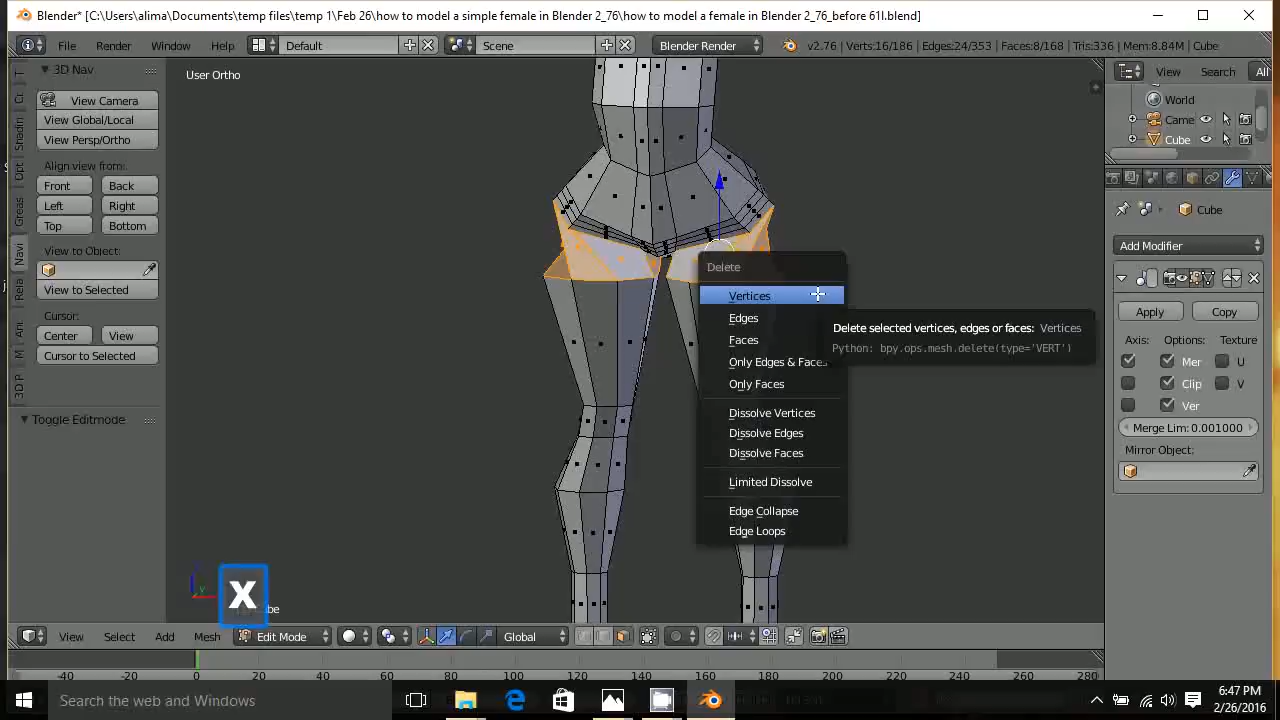 Blender* [C:\Users\alima\Documents\temp files\temp 1\Feb 26\how to model a simple female in Blender 2_76\how to model a female in Blender 2_76_before 61l.blend]
File Render Window Help Default Scene Blender Render v2.76 | Verts:16/186 | Edges:24/353 | Faces:8/168 | Tris:336 | Mem:8.84M | Cube
3D Nav
View Camera
View Global/Local
View Persp/Ortho
Align view from:
Front Back
Left Right
Top Bottom
View to Object:
View to Selected
Cursor:
Center View
Cursor to Selected
Toggle Editmode
T
Cr
Shadin
Opt
Greas
Rela
Navi
Ani
M
3D P
User Ortho
Delete
Vertices
Edges
Faces
Only Edges & Faces
Only Faces
Dissolve Vertices
Dissolve Edges
Dissolve Faces
Limited Dissolve
Edge Collapse
Edge Loops
Delete selected vertices, edges or faces: Vertices
Python: bpy.ops.mesh.delete(type='VERT')
View Search All
World
Came
Cube
Cube
Add Modifier
Apply Copy
Axis: Options: Texture
Mer U
Clip V
Ver
Merge Lim: 0.001000
Mirror Object:
X
y
View Select Add Mesh Edit Mode Global
-40 -20 0 20 40 60 80 100 120 140 160 180 200 220 240 260 280
Search the web and Windows
6:47 PM
2/26/2016